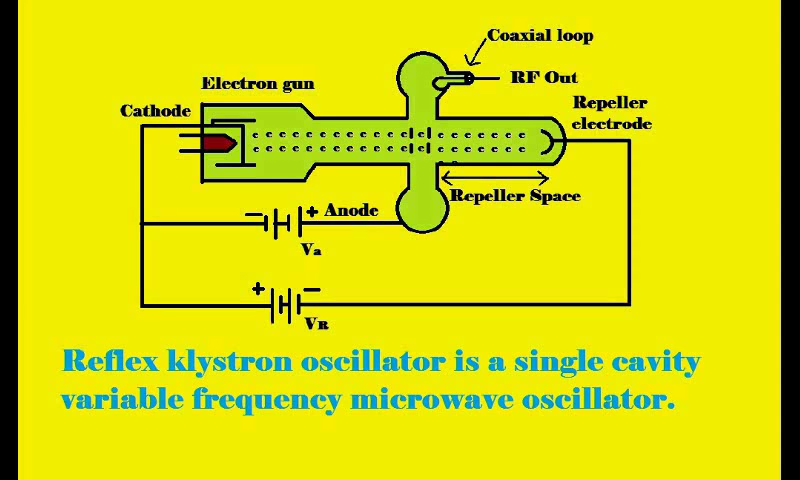 Coaxial loop
RF Out
Electron gun
Repeller
electrode
Cathode
Repeller Space
− + Anode
Va
+ −
VR
Reflex klystron oscillator is a single cavity
variable frequency microwave oscillator.